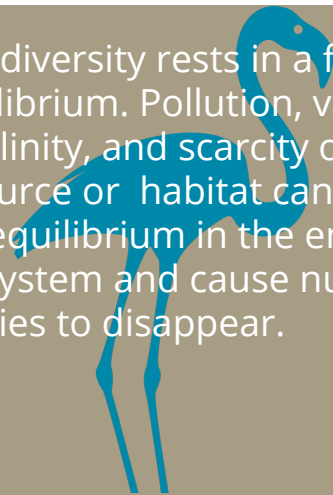 diversity rests in a f
librium. Pollution, v
linity, and scarcity o
urce or habitat can
equilibrium in the e
ystem and cause nu
ies to disappear.